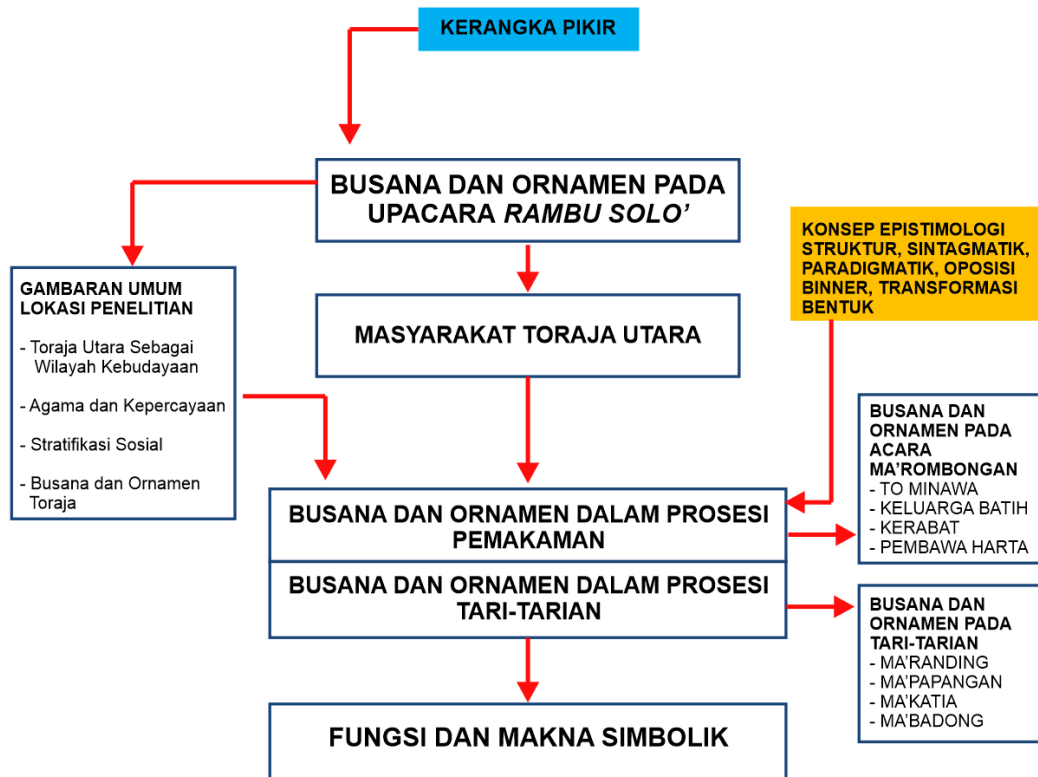 KERANGKA PIKIR
BUSANA DAN ORNAMEN PADA
UPACARA RAMBU SOLO’
KONSEP EPISTIMOLOGI
STRUKTUR, SINTAGMATIK,
PARADIGMATIK, OPOSISI
BINNER, TRANSFORMASI
BENTUK
GAMBARAN UMUM
LOKASI PENELITIAN
- Toraja Utara Sebagai
Wilayah Kebudayaan
- Agama dan Kepercayaan
- Stratifikasi Sosial
- Busana dan Ornamen
Toraja
MASYARAKAT TORAJA UTARA
BUSANA DAN
ORNAMEN PADA
ACARA
MA’ROMBONGAN
- TO MINAWA
- KELUARGA BATIH
- KERABAT
- PEMBAWA HARTA
BUSANA DAN ORNAMEN DALAM PROSESI
PEMAKAMAN
BUSANA DAN ORNAMEN DALAM PROSESI
TARI-TARIAN
BUSANA DAN
ORNAMEN PADA
TARI-TARIAN
- MA’RANDING
- MA’PAPANGAN
- MA’KATIA
- MA’BADONG
FUNGSI DAN MAKNA SIMBOLIK